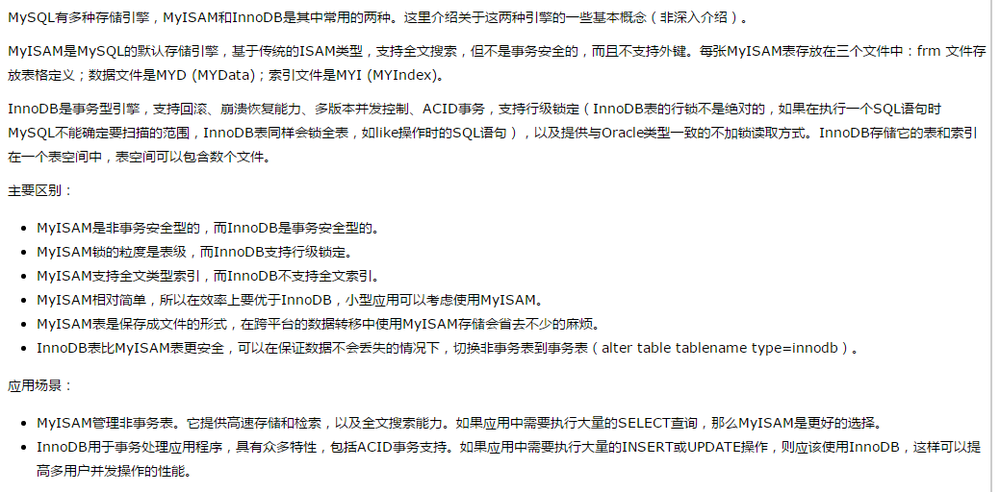 MySQL有多种存储引擎，MyISAM和InnoDB是其中常用的两种。这里介绍关于这两种引擎的一些基本概念（非深入介绍）。
MyISAM是MySQL的默认存储引擎，基于传统的ISAM类型，支持全文搜索，但不是事务安全的，而且不支持外键。每张MyISAM表存放在三个文件中：frm 文件存
放表格定义；数据文件是MYD (MYData)；索引文件是MYI (MYIndex)。
InnoDB是事务型引擎，支持回滚、崩溃恢复能力、多版本并发控制、ACID事务，支持行级锁定（InnoDB表的行锁不是绝对的，如果在执行一个SQL语句时
MySQL不能确定要扫描的范围，InnoDB表同样会锁全表，如like操作时的SQL语句），以及提供与Oracle类型一致的不加锁读取方式。InnoDB存储它的表和索引
在一个表空间中，表空间可以包含数个文件。
主要区别：
• MyISAM是非事务安全型的，而InnoDB是事务安全型的。
• MyISAM锁的粒度是表级，而InnoDB支持行级锁定。
• MyISAM支持全文类型索引，而InnoDB不支持全文索引。
• MyISAM相对简单，所以在效率上要优于InnoDB，小型应用可以考虑使用MyISAM。
• MyISAM表是保存成文件的形式，在跨平台的数据转移中使用MyISAM存储会省去不少的麻烦。
• InnoDB表比MyISAM表更安全，可以在保证数据不会丢失的情况下，切换非事务表到事务表（alter table tablename type=innodb）。
应用场景：
• MyISAM管理非事务表。它提供高速存储和检索，以及全文搜索能力。如果应用中需要执行大量的SELECT查询，那么MyISAM是更好的选择。
• InnoDB用于事务处理应用程序，具有众多特性，包括ACID事务支持。如果应用中需要执行大量的INSERT或UPDATE操作，则应该使用InnoDB，这样可以提
高多用户并发操作的性能。